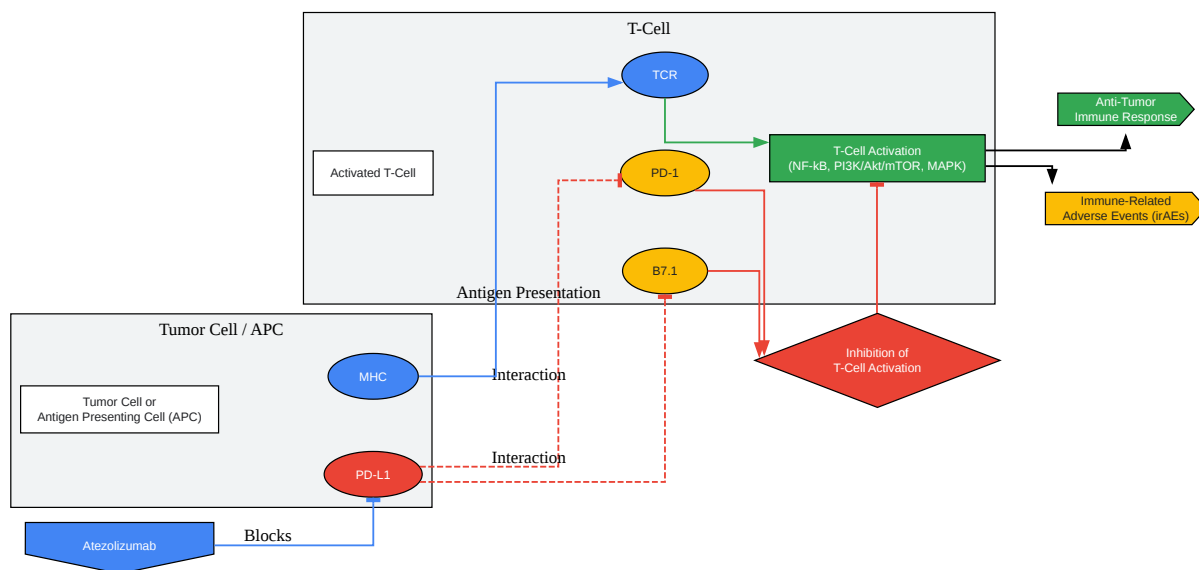 T-Cell
TCR
Anti-Tumor
Immune Response
T-Cell Activation
(NF-kB, PI3K/Akt/mTOR, MAPK)
Activated T-Cell
PD-1
Immune-Related
Adverse Events (irAEs)
B7.1
Antigen Presentation
Tumor Cell / APC
Inhibition of
T-Cell Activation
MHC
Interaction
Tumor Cell or
Antigen Presenting Cell (APC)
Interaction
PD-L1
Blocks
Atezolizumab